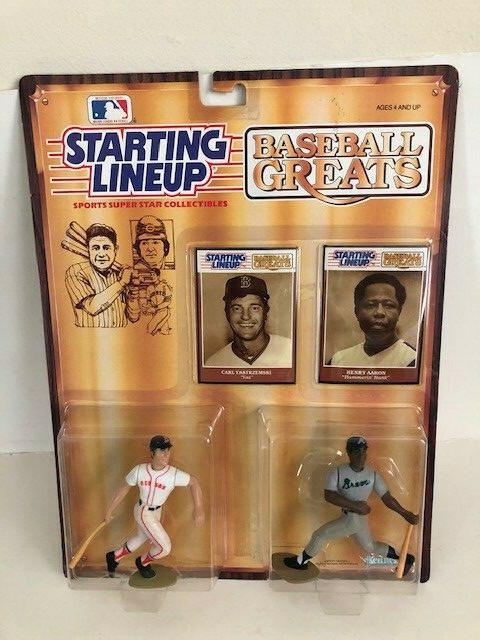 AGES 4 AND UP
STARTING
LINEUP
BASEBALL
GREATS
SPORTS SUPER STAR COLLECTIBLES
STARTING
LINEUP
BASEBALL
GREATS
STARTING
LINEUP
BASEBALL
GREATS
B
CARL YASTRZEMSKI
"Yaz"
HENRY AARON
"Hammerin' Hank"
RED SOX
Braves
Kenner